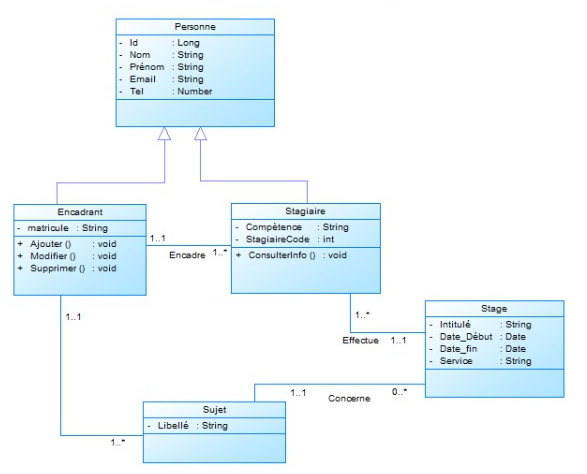 Personne
- Id : Long
- Nom : String
- Prénom : String
- Email : String
- Tel : Number
Encadrant
- matricule : String
+ Ajouter () : void
+ Modifier () : void
+ Supprimer () : void
1..1
Encadre
1..*
Stagiaire
- Compétence : String
- StagiaireCode : int
+ ConsulterInfo () : void
1..1
1..*
Effectue
1..1
Stage
- Intitulé : String
- Date_Début : Date
- Date_fin : Date
- Service : String
1..1
Concerne
0..*
Sujet
- Libellé : String
1..*